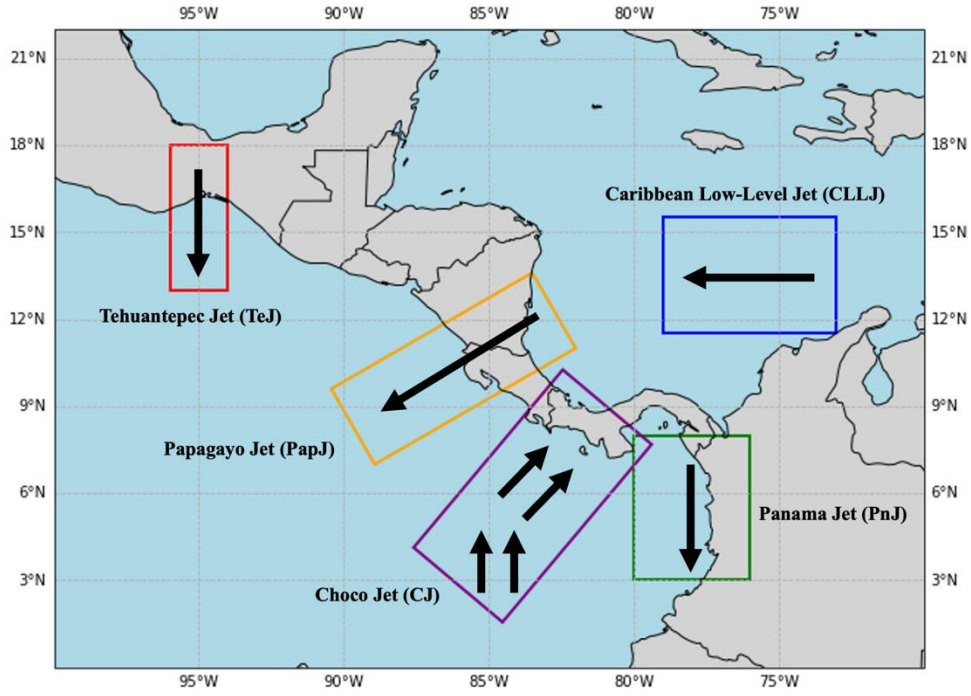 95°W 90°W 85°W 80°W 75°W
21°N 21°N
18°N 18°N
Caribbean Low-Level Jet (CLLJ)
15°N 15°N
Tehuantepec Jet (TeJ)
12°N 12°N
9°N 9°N
Papagayo Jet (PapJ)
6°N 6°N
Panama Jet (PnJ)
3°N 3°N
Choco Jet (CJ)
95°W 90°W 85°W 80°W 75°W